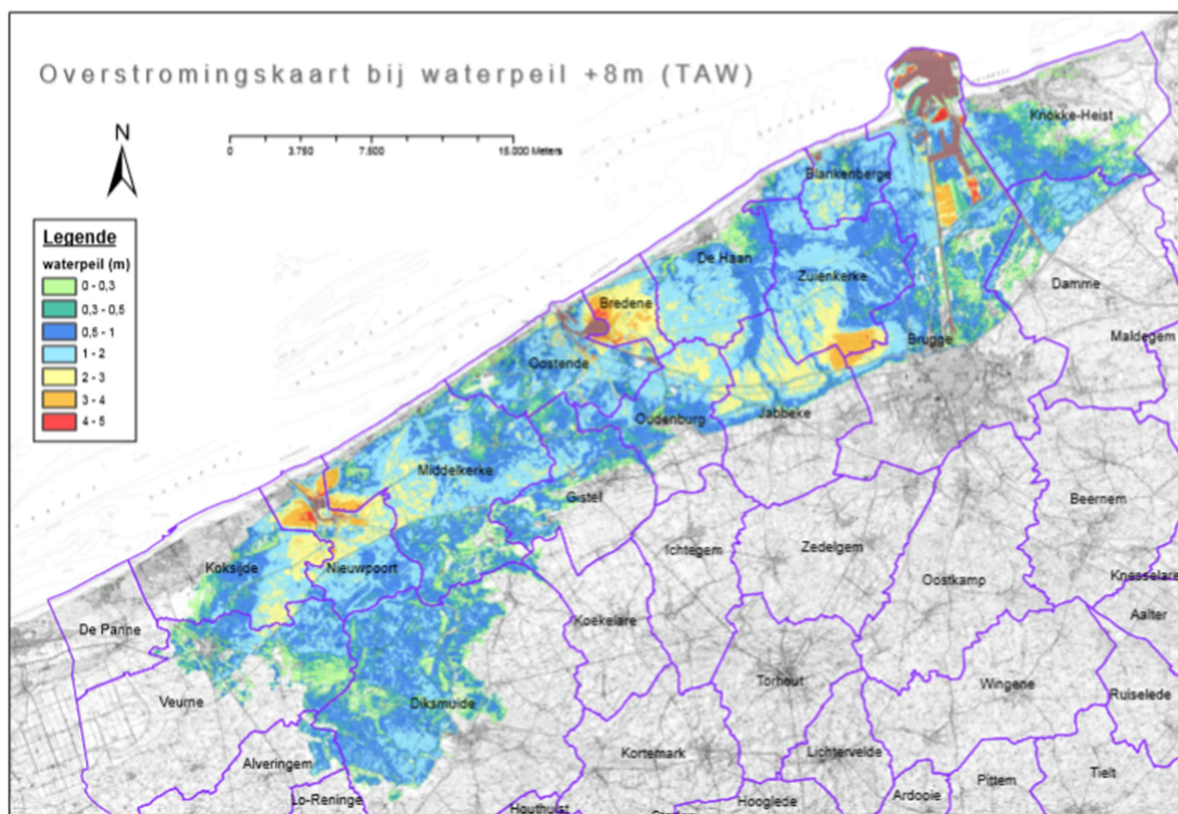 Overstromingskaart bij waterpeil +8m (TAW)
N
0 3.750 7.500 15.000 Meters
Legende
waterpeil (m)
0 - 0,3
0,3 - 0,5
0,5 - 1
1 - 2
2 - 3
3 - 4
4 - 5
Knokke-Heist
Blankenberge
De Haan
Zuienkerke
Damme
Bredene
Brugge
Maldegem
Oostende
Oudenburg
Jabbeke
Middelkerke
Gistel
Beernem
Ichtegem
Zedelgem
Koksijde
Nieuwpoort
Oostkamp
Knesselare
Aalter
De Panne
Koekelare
Torhout
Wingene
Ruiselede
Veurne
Diksmuide
Kortemark
Lichtervelde
Alveringem
Pittem
Tielt
Lo-Reninge
Houthulst
Hooglede
Ardooie